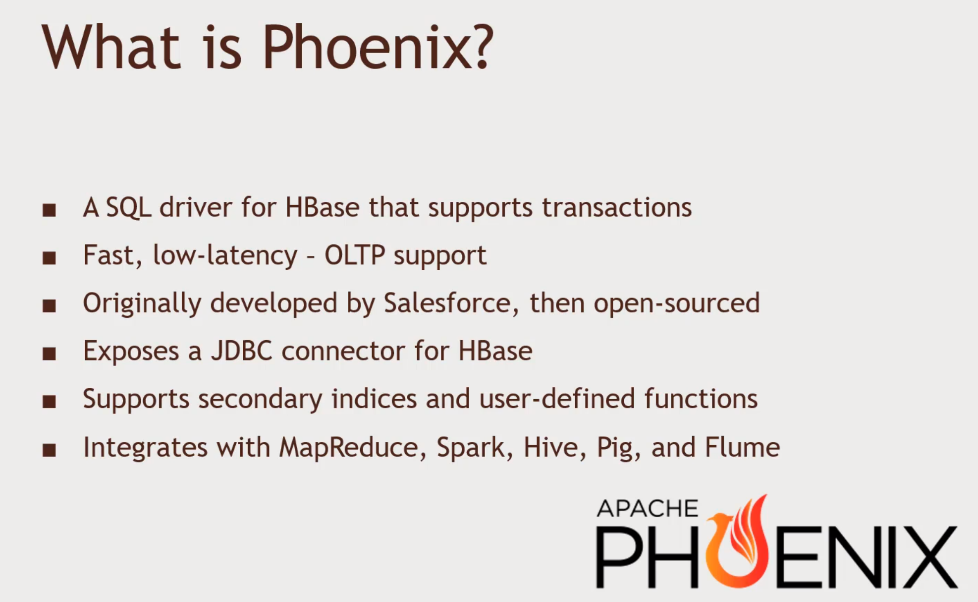 What is Phoenix?
■ A SQL driver for HBase that supports transactions
■ Fast, low-latency – OLTP support
■ Originally developed by Salesforce, then open-sourced
■ Exposes a JDBC connector for HBase
■ Supports secondary indices and user-defined functions
■ Integrates with MapReduce, Spark, Hive, Pig, and Flume
APACHE
PHOENIX